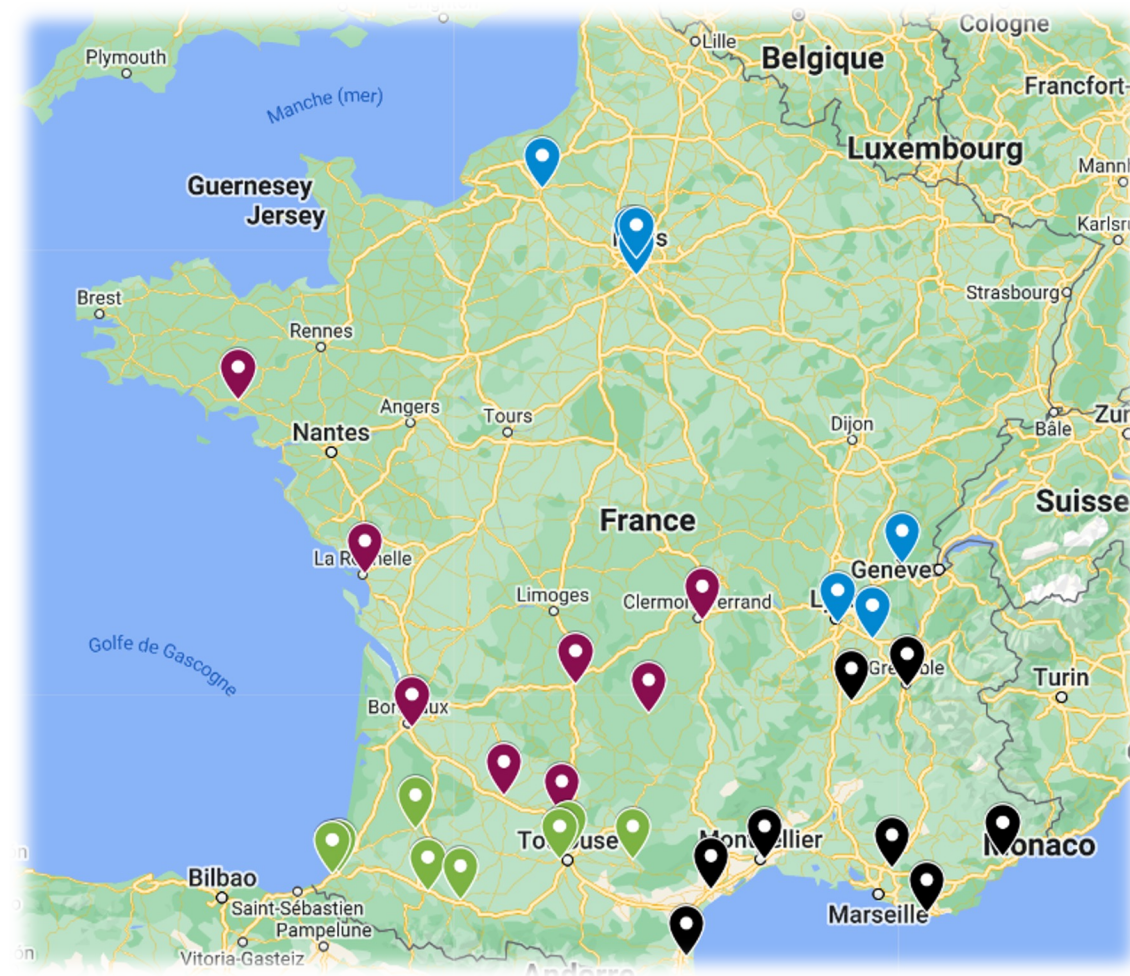 Cologne
Lille
Plymouth
Belgique
Francfort-
Manche (mer)
Luxembourg
Mannh
Guernesey
Jersey
Karlsru
Strasbourg
Brest
Rennes
Angers
Tours
Nantes
Dijon
Bâle
Zur
Suisse
France
Genève
La Rochelle
Limoges
Clermont-Ferrand
Golfe de Gascogne
Grenoble
Turin
Bordeaux
Toulouse
Montpellier
Monaco
Bilbao
Marseille
Saint-Sébastien
Pampelune
Vitoria-Gasteiz